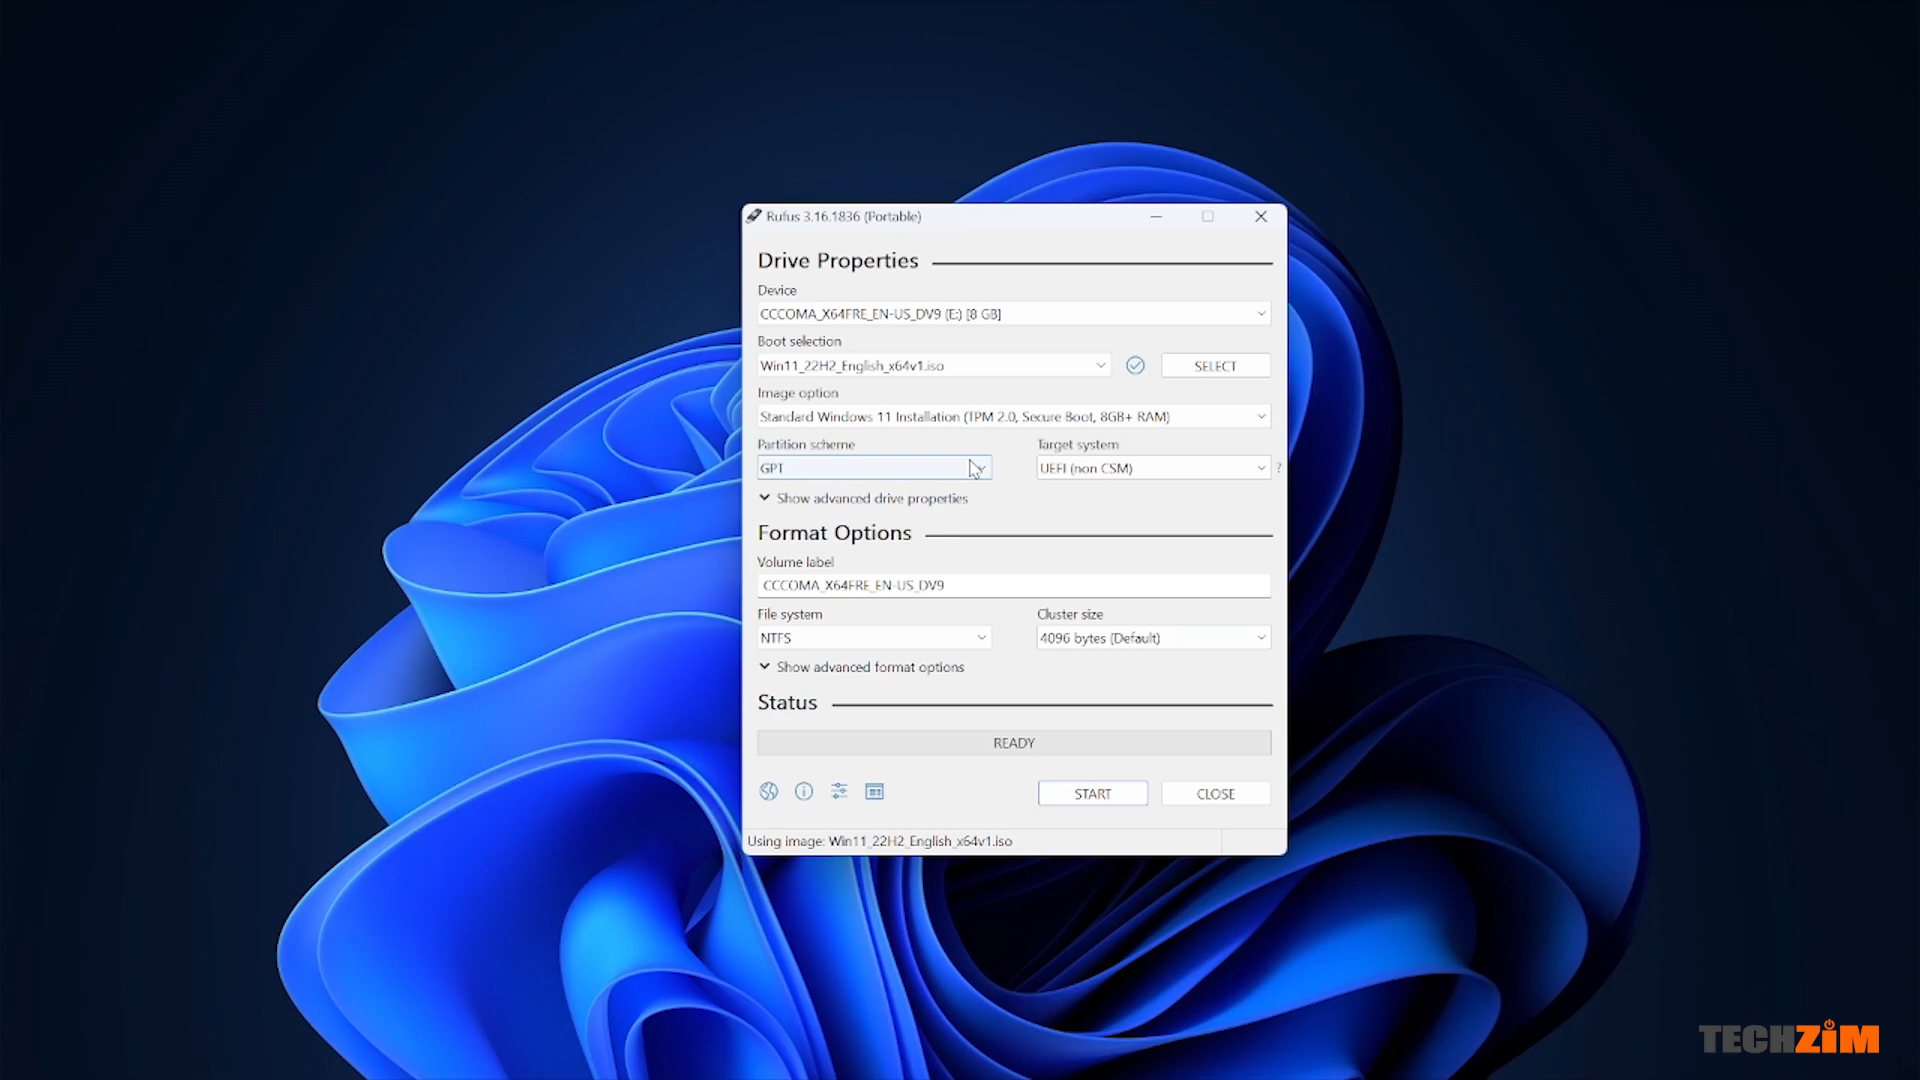 Rufus 3.16.1836 (Portable)
Drive Properties
Device
CCCOMA_X64FRE_EN-US_DV9 (E:) [8 GB]
Boot selection
Win11_22H2_English_x64v1.iso
SELECT
Image option
Standard Windows 11 Installation (TPM 2.0, Secure Boot, 8GB+ RAM)
Partition scheme
Target system
GPT
UEFI (non CSM)
?
Show advanced drive properties
Format Options
Volume label
CCCOMA_X64FRE_EN-US_DV9
File system
Cluster size
NTFS
4096 bytes (Default)
Show advanced format options
Status
READY
START
CLOSE
Using image: Win11_22H2_English_x64v1.iso
TECHZiM